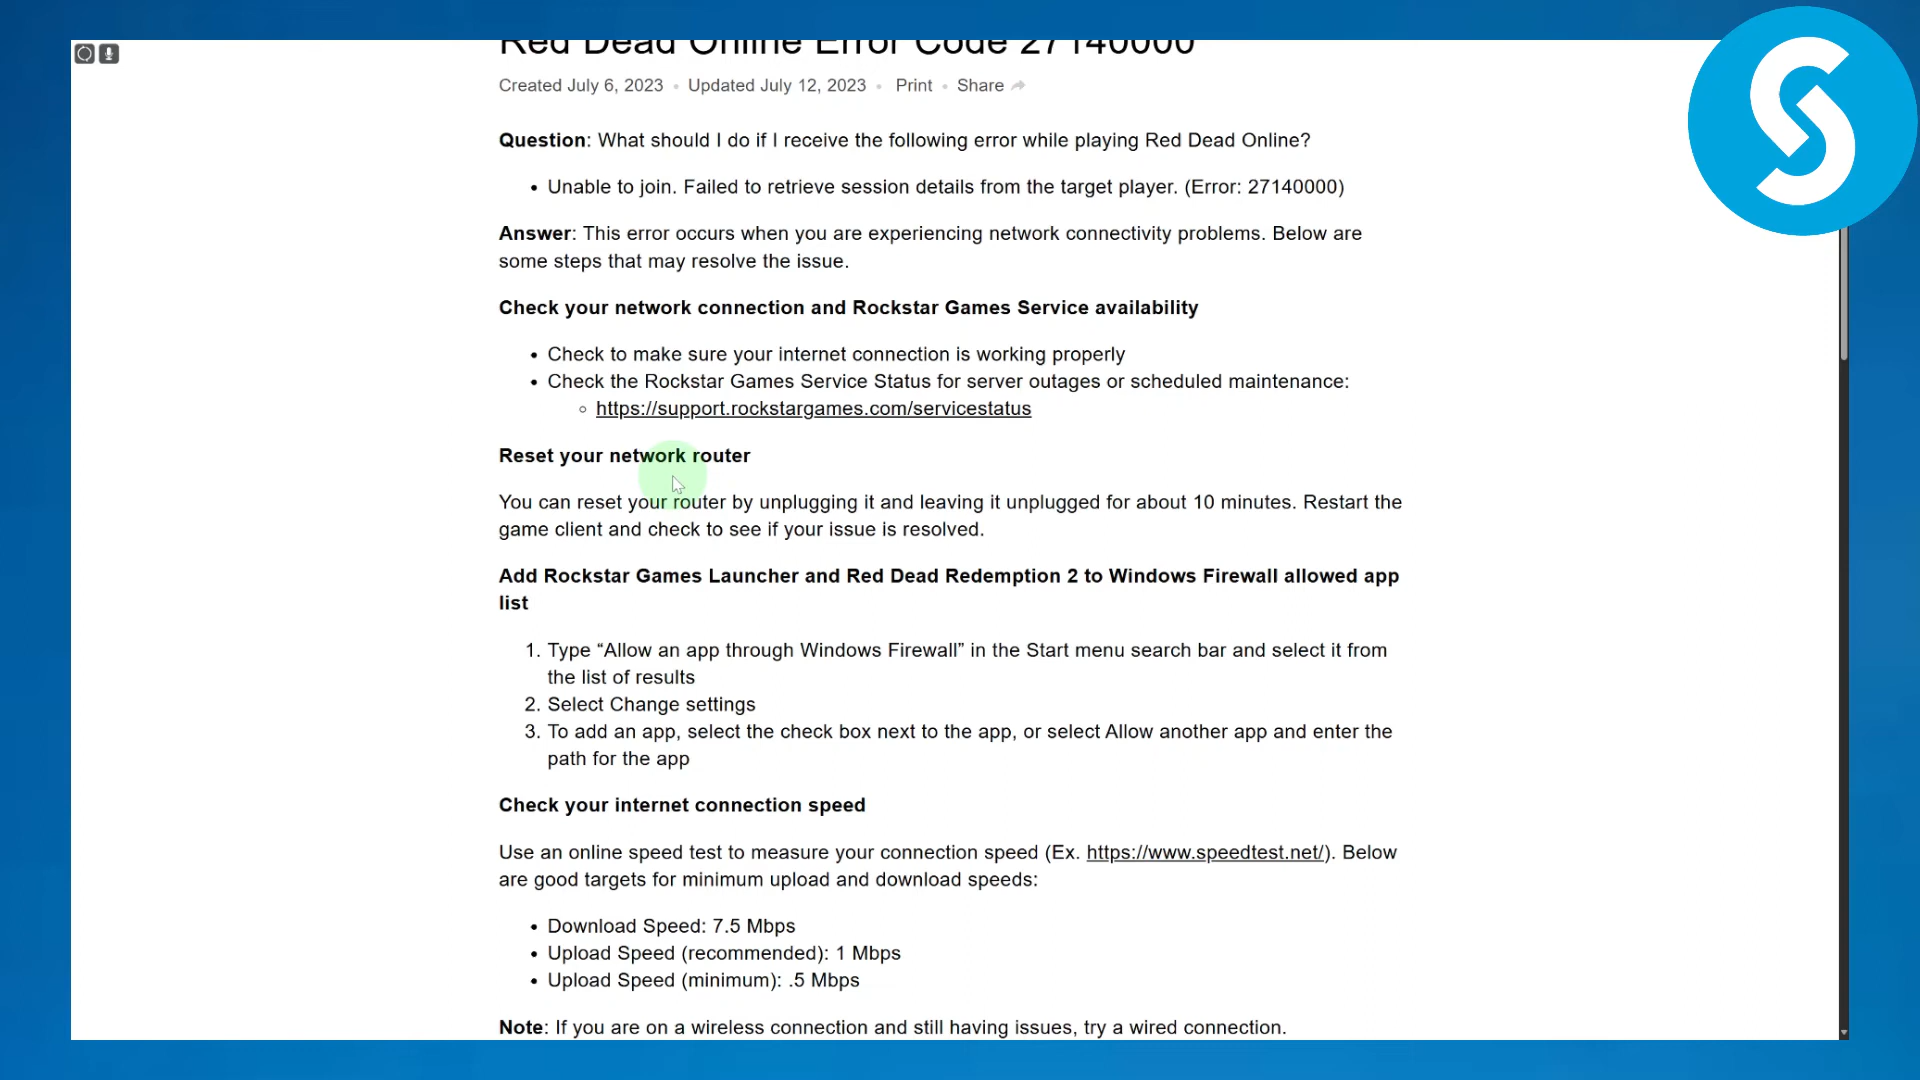 Red Dead Online Error Code 27140000
Created July 6, 2023 • Updated July 12, 2023 • Print • Share
Question: What should I do if I receive the following error while playing Red Dead Online?
• Unable to join. Failed to retrieve session details from the target player. (Error: 27140000)
Answer: This error occurs when you are experiencing network connectivity problems. Below are
some steps that may resolve the issue.
Check your network connection and Rockstar Games Service availability
• Check to make sure your internet connection is working properly
• Check the Rockstar Games Service Status for server outages or scheduled maintenance:
◦ https://support.rockstargames.com/servicestatus
Reset your network router
You can reset your router by unplugging it and leaving it unplugged for about 10 minutes. Restart the
game client and check to see if your issue is resolved.
Add Rockstar Games Launcher and Red Dead Redemption 2 to Windows Firewall allowed app
list
1. Type “Allow an app through Windows Firewall” in the Start menu search bar and select it from
the list of results
2. Select Change settings
3. To add an app, select the check box next to the app, or select Allow another app and enter the
path for the app
Check your internet connection speed
Use an online speed test to measure your connection speed (Ex. https://www.speedtest.net/). Below
are good targets for minimum upload and download speeds:
• Download Speed: 7.5 Mbps
• Upload Speed (recommended): 1 Mbps
• Upload Speed (minimum): .5 Mbps
Note: If you are on a wireless connection and still having issues, try a wired connection.